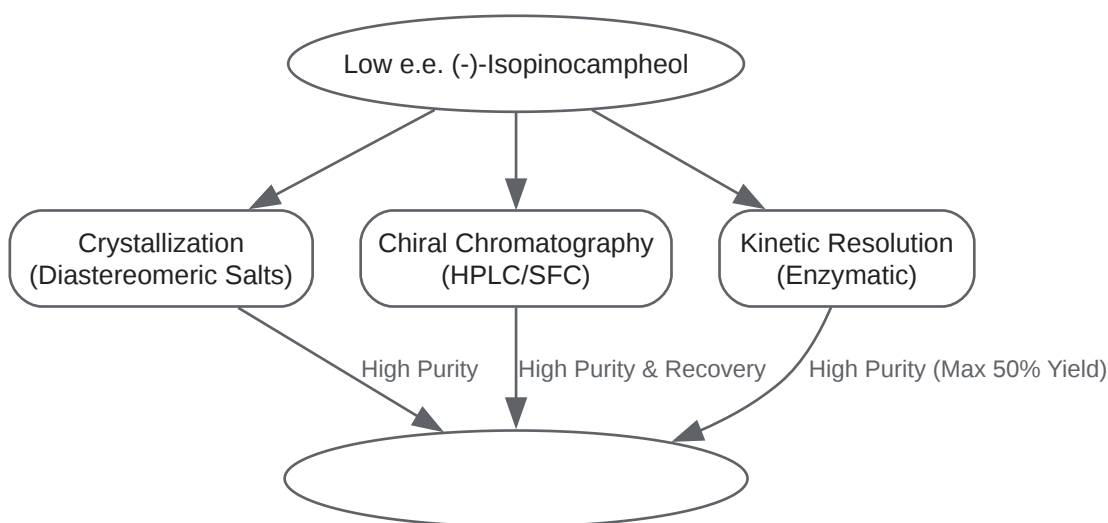 Low e.e. (-)-Isopinocampheol
Crystallization
(Diastereomeric Salts)
Chiral Chromatography
(HPLC/SFC)
Kinetic Resolution
(Enzymatic)
High Purity
High Purity & Recovery
High Purity (Max 50% Yield)